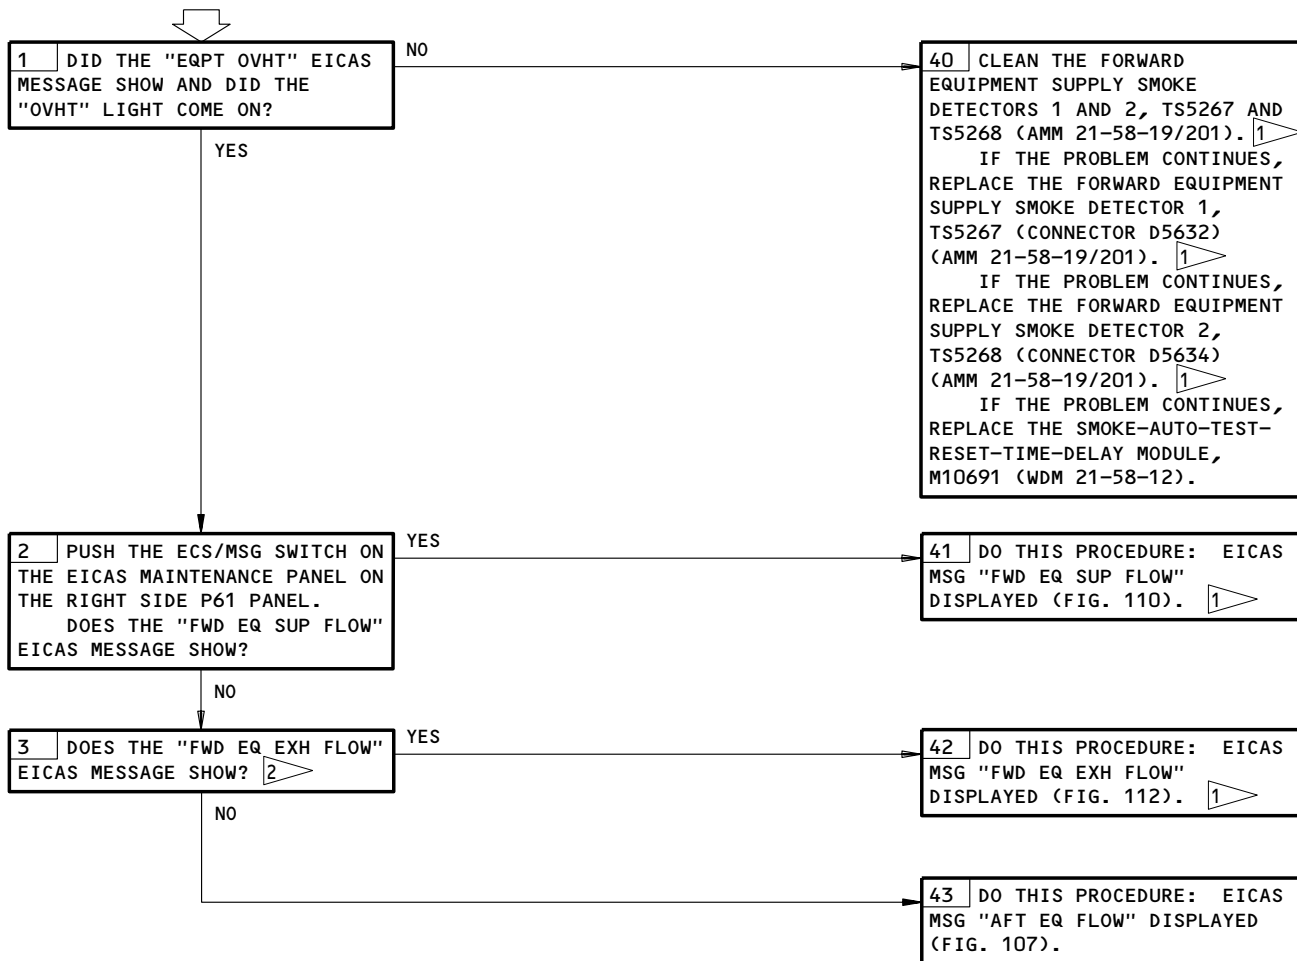 1 DID THE "EQPT OVHT" EICAS
MESSAGE SHOW AND DID THE
"OVHT" LIGHT COME ON?
NO
YES
40 CLEAN THE FORWARD
EQUIPMENT SUPPLY SMOKE
DETECTORS 1 AND 2, TS5267 AND
TS5268 (AMM 21-58-19/201). 1
IF THE PROBLEM CONTINUES,
REPLACE THE FORWARD EQUIPMENT
SUPPLY SMOKE DETECTOR 1,
TS5267 (CONNECTOR D5632)
(AMM 21-58-19/201). 1
IF THE PROBLEM CONTINUES,
REPLACE THE FORWARD EQUIPMENT
SUPPLY SMOKE DETECTOR 2,
TS5268 (CONNECTOR D5634)
(AMM 21-58-19/201). 1
IF THE PROBLEM CONTINUES,
REPLACE THE SMOKE-AUTO-TEST-
RESET-TIME-DELAY MODULE,
M10691 (WDM 21-58-12).
2 PUSH THE ECS/MSG SWITCH ON
THE EICAS MAINTENANCE PANEL ON
THE RIGHT SIDE P61 PANEL.
DOES THE "FWD EQ SUP FLOW"
EICAS MESSAGE SHOW?
YES
NO
41 DO THIS PROCEDURE: EICAS
MSG "FWD EQ SUP FLOW"
DISPLAYED (FIG. 110). 1
3 DOES THE "FWD EQ EXH FLOW"
EICAS MESSAGE SHOW? 2
YES
NO
42 DO THIS PROCEDURE: EICAS
MSG "FWD EQ EXH FLOW"
DISPLAYED (FIG. 112). 1
43 DO THIS PROCEDURE: EICAS
MSG "AFT EQ FLOW" DISPLAYED
(FIG. 107).